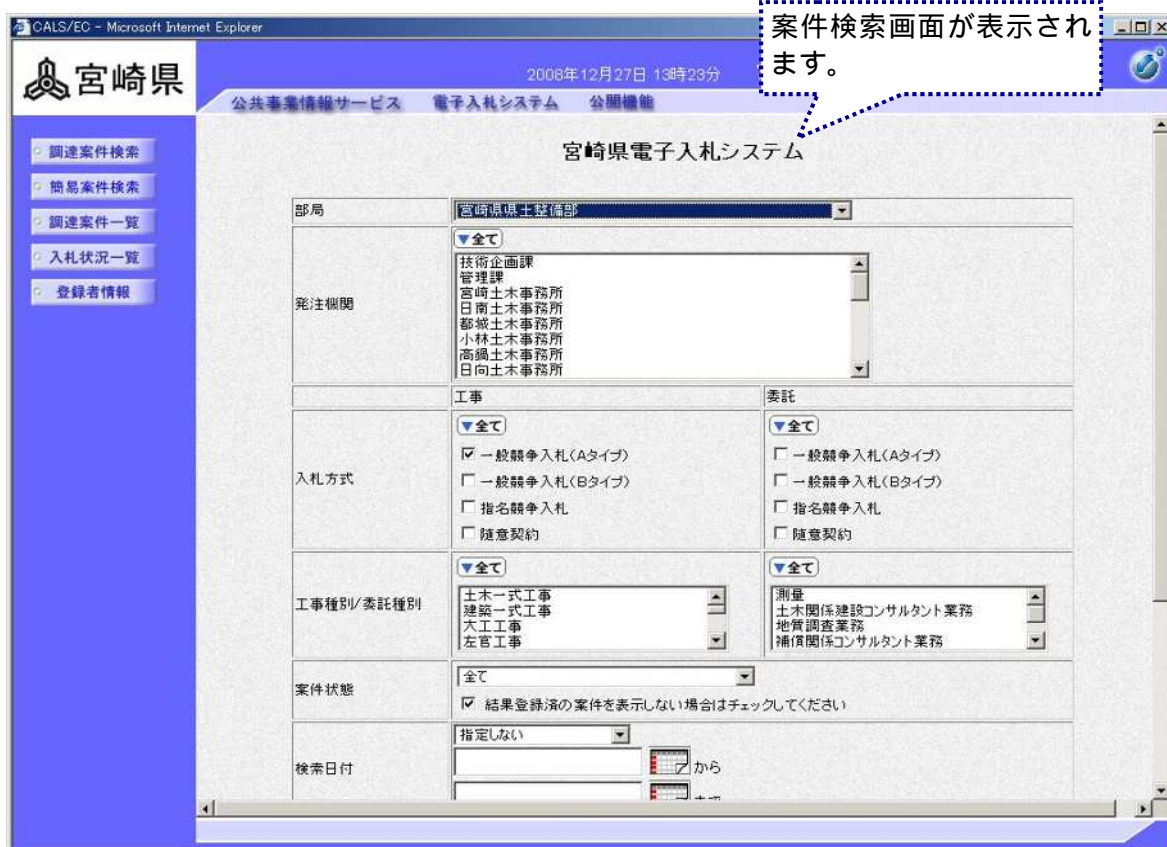 CALS/EC - Microsoft Internet Explorer
案件検索画面が表示され
ます。
宮崎県
2008年12月27日 13時23分
公共事業情報サービス 電子入札システム 公開機能
調達案件検索
簡易案件検索
調達案件一覧
入札状況一覧
登録者情報
宮崎県電子入札システム
部局 宮崎県県土整備部
▼全て
発注機関
技術企画課
管理課
宮崎土木事務所
日南土木事務所
都城土木事務所
小林土木事務所
高鍋土木事務所
日向土木事務所
工事 委託
入札方式
▼全て ▼全て
一般競争入札(Aタイプ) 一般競争入札(Aタイプ)
一般競争入札(Bタイプ) 一般競争入札(Bタイプ)
指名競争入札 指名競争入札
随意契約 随意契約
工事種別/委託種別
▼全て ▼全て
土木一式工事 測量
建築一式工事 土木関係建設コンサルタント業務
大工工事 地質調査業務
左官工事 補償関係コンサルタント業務
案件状態 全て
結果登録済の案件を表示しない場合はチェックしてください
検索日付 指定しない
から